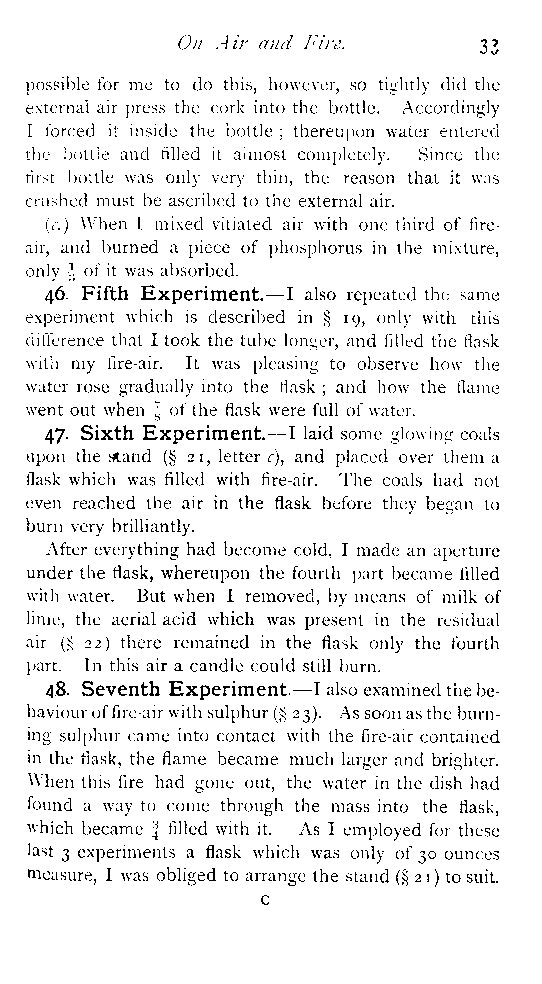 On Air and Fire. 33
possible for me to do this, however, so tightly did the
external air press the cork into the bottle. Accordingly
I forced it inside the bottle ; thereupon water entered
the bottle and filled it almost completely. Since the
first bottle was only very thin, the reason that it was
crushed must be ascribed to the external air.
(c.) When I mixed vitiated air with one third of fire-
air, and burned a piece of phosphorus in the mixture,
only of it was absorbed.
46. Fifth Experiment.—I also repeated the same
experiment which is described in § 19, only with this
difference that I took the tube longer, and filled the flask
with my fire-air. It was pleasing to observe how the
water rose gradually into the flask ; and how the flame
went out when ⅞ of the flask were full of water.
47. Sixth Experiment.—I laid some glowing coals
upon the stand (§ 21, letter c), and placed over them a
flask which was filled with fire-air. The coals had not
even reached the air in the flask before they began to
burn very brilliantly.
After everything had become cold, I made an aperture
under the flask, whereupon the fourth part became filled
with water. But when I removed, by means of milk of
lime, the aerial acid which was present in the residual
air (§ 22) there remained in the flask only the fourth
part. In this air a candle could still burn.
48. Seventh Experiment.—I also examined the be-
haviour of fire-air with sulphur (§ 23). As soon as the burn-
ing sulphur came into contact with the fire-air contained
in the flask, the flame became much larger and brighter.
When this fire had gone out, the water in the dish had
found a way to come through the mass into the flask,
which became ¾ filled with it. As I employed for these
last 3 experiments a flask which was only of 30 ounces
measure, I was obliged to arrange the stand (§ 21) to suit.
C